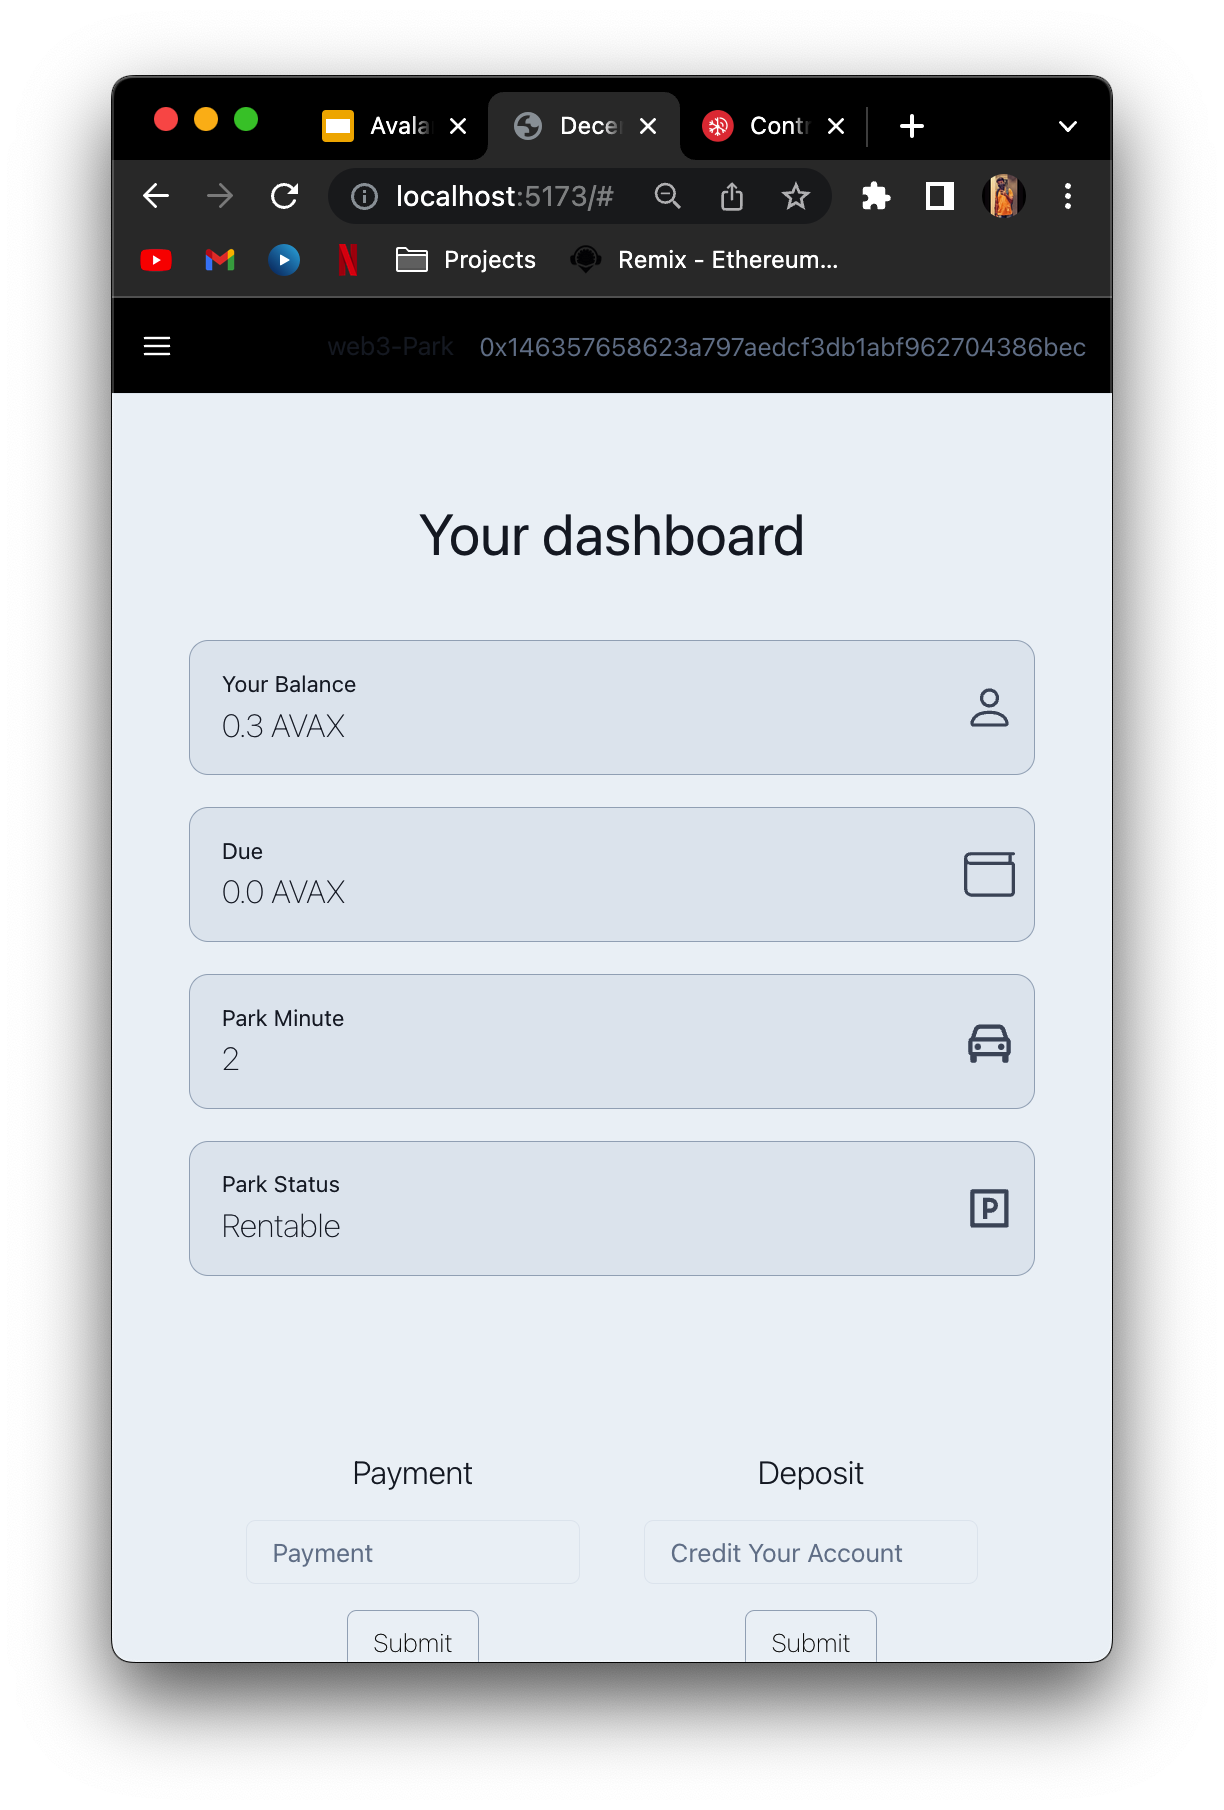 Avala
Decer
Contr
localhost:5173/#
Projects
Remix - Ethereum...
web3-Park
0x146357658623a797aedcf3db1abf962704386bec
Your dashboard
Your Balance
0.3 AVAX
Due
0.0 AVAX
Park Minute
2
Park Status
Rentable
P
Payment
Deposit
Payment
Credit Your Account
Submit
Submit